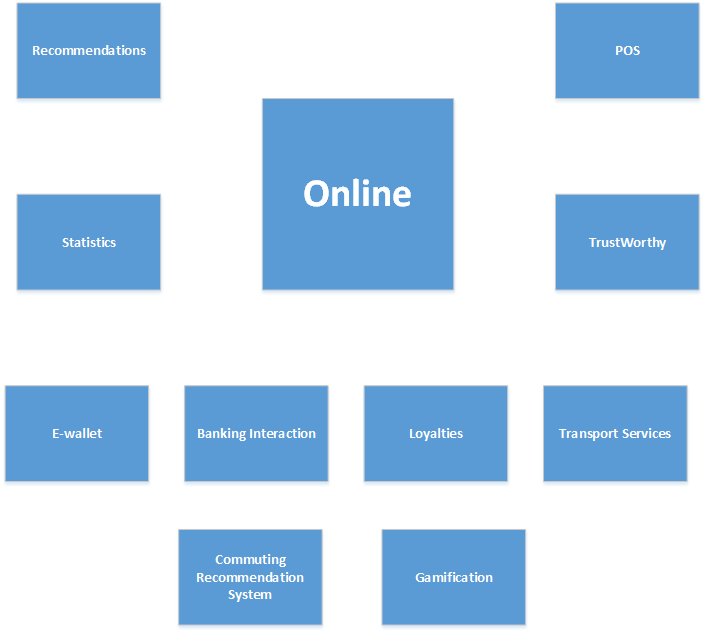 Recommendations
POS
Online
Statistics
TrustWorthy
E-wallet
Banking Interaction
Loyalties
Transport Services
Commuting
Recommendation
System
Gamification